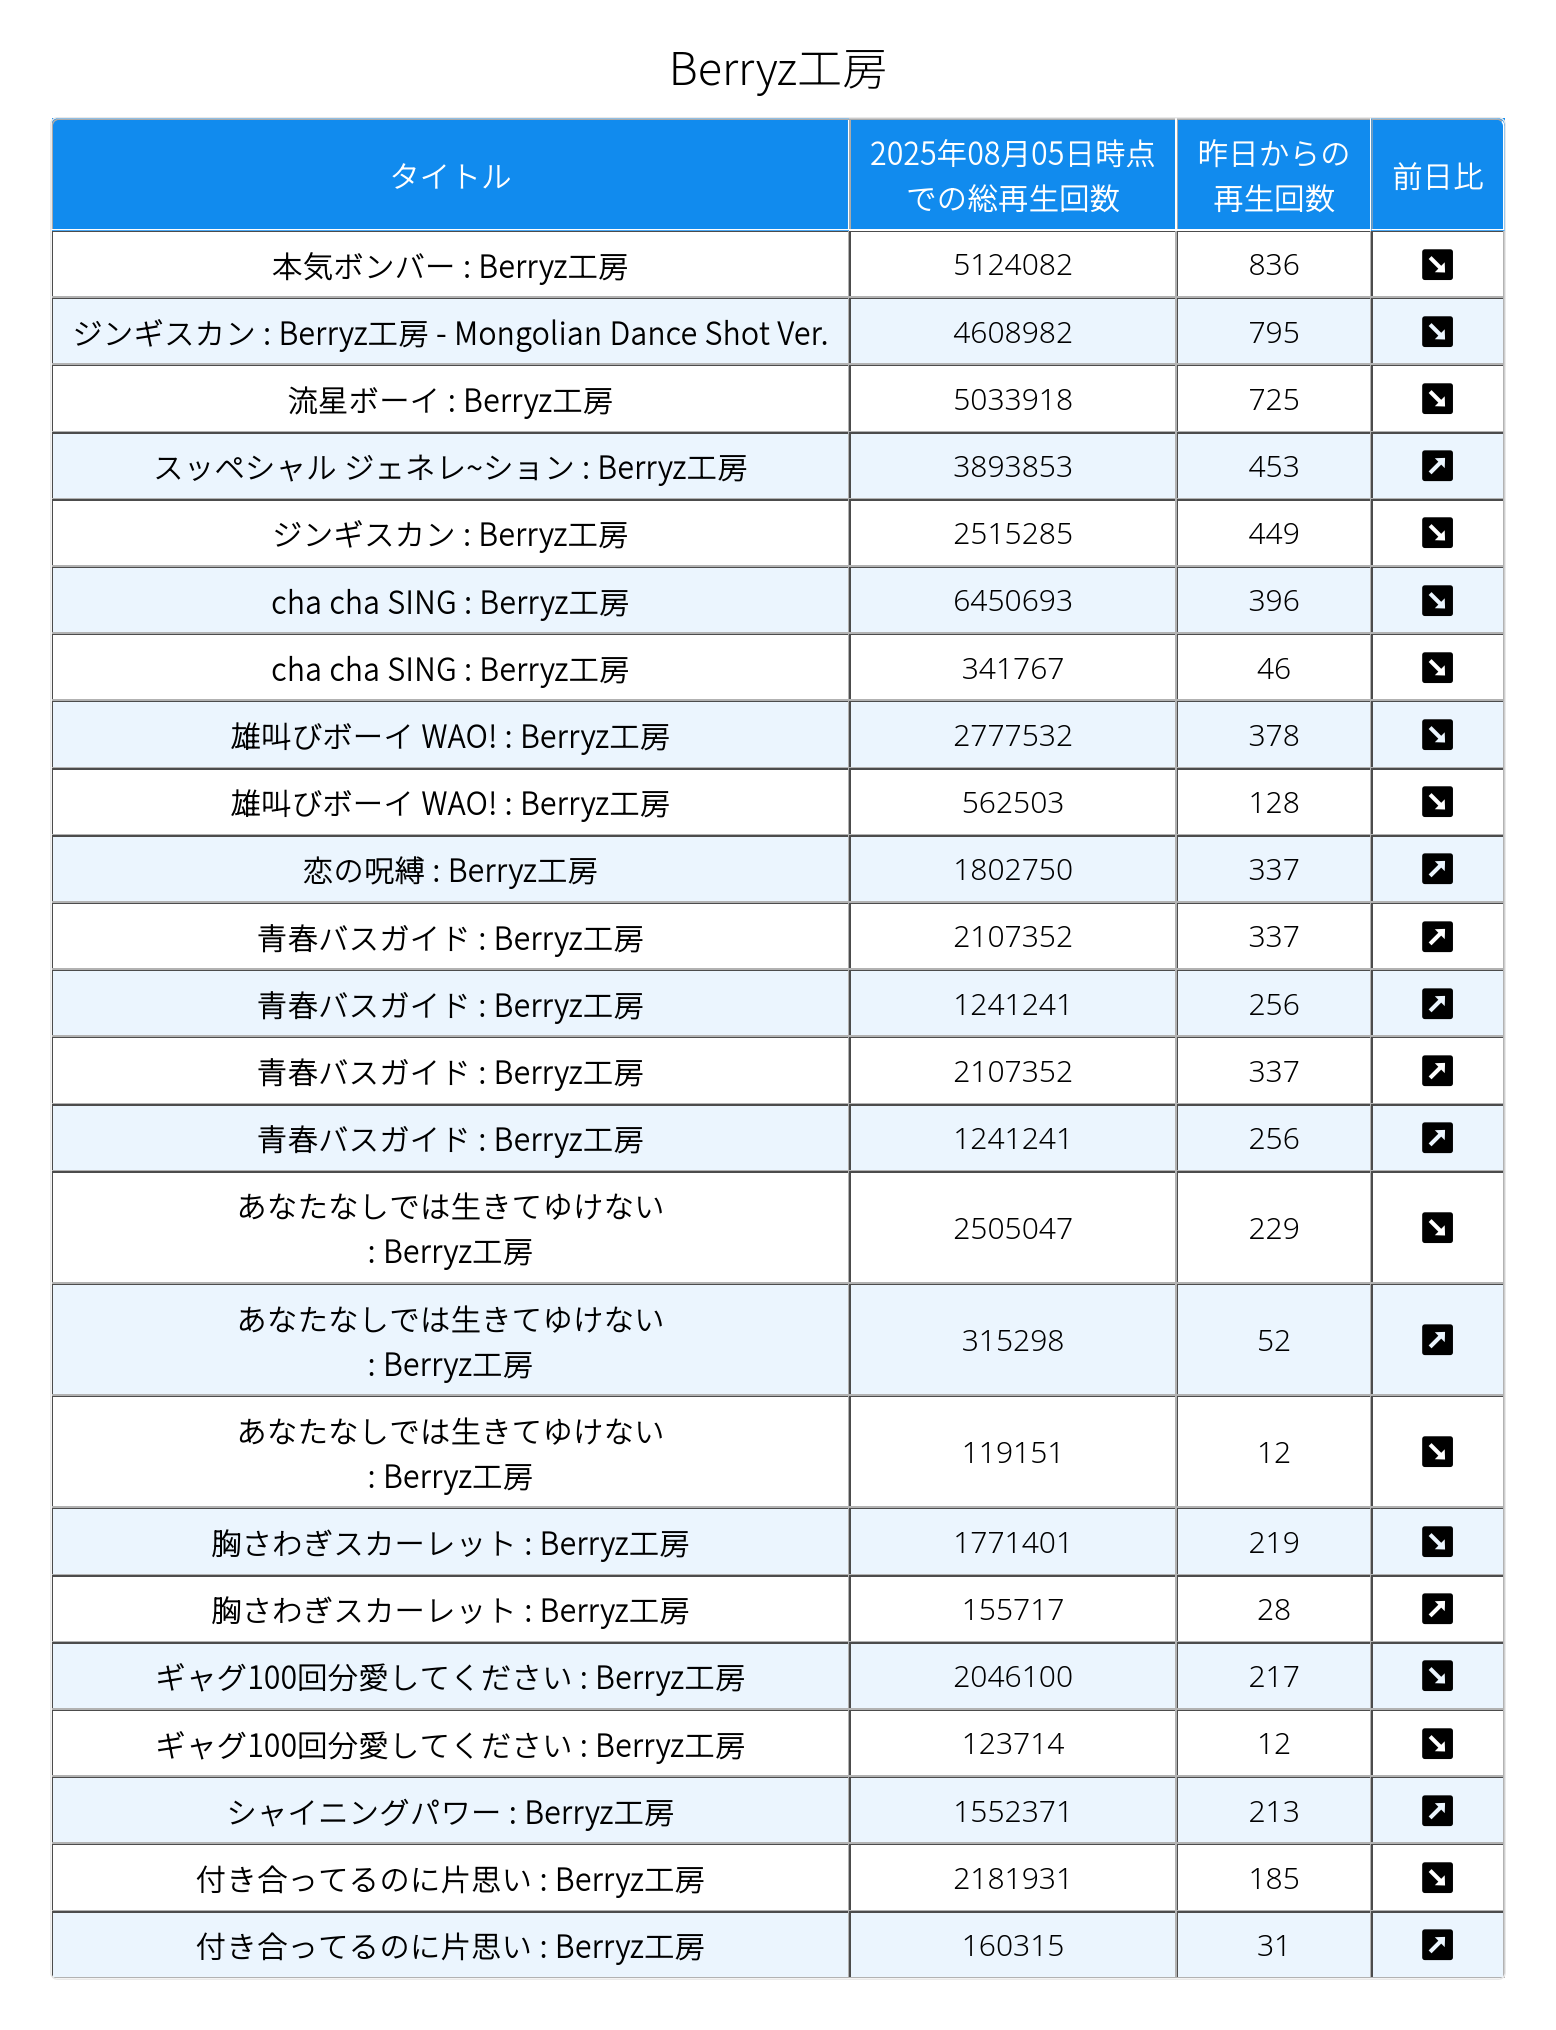 Berryz工房
タイトル 2025年08月05日時点での総再生回数 昨日からの再生回数 前日比
本気ボンバー : Berryz工房 5124082 836 ↘
ジンギスカン : Berryz工房 - Mongolian Dance Shot Ver. 4608982 795 ↘
流星ボーイ : Berryz工房 5033918 725 ↘
スッペシャル ジェネレ~ション : Berryz工房 3893853 453 ↗
ジンギスカン : Berryz工房 2515285 449 ↘
cha cha SING : Berryz工房 6450693 396 ↘
cha cha SING : Berryz工房 341767 46 ↘
雄叫びボーイ WAO! : Berryz工房 2777532 378 ↘
雄叫びボーイ WAO! : Berryz工房 562503 128 ↘
恋の呪縛 : Berryz工房 1802750 337 ↗
青春バスガイド : Berryz工房 2107352 337 ↗
青春バスガイド : Berryz工房 1241241 256 ↗
青春バスガイド : Berryz工房 2107352 337 ↗
青春バスガイド : Berryz工房 1241241 256 ↗
あなたなしでは生きてゆけない : Berryz工房 2505047 229 ↘
あなたなしでは生きてゆけない : Berryz工房 315298 52 ↗
あなたなしでは生きてゆけない : Berryz工房 119151 12 ↘
胸さわぎスカーレット : Berryz工房 1771401 219 ↘
胸さわぎスカーレット : Berryz工房 155717 28 ↗
ギャグ100回分愛してください : Berryz工房 2046100 217 ↘
ギャグ100回分愛してください : Berryz工房 123714 12 ↘
シャイニングパワー : Berryz工房 1552371 213 ↗
付き合ってるのに片思い : Berryz工房 2181931 185 ↘
付き合ってるのに片思い : Berryz工房 160315 31 ↗